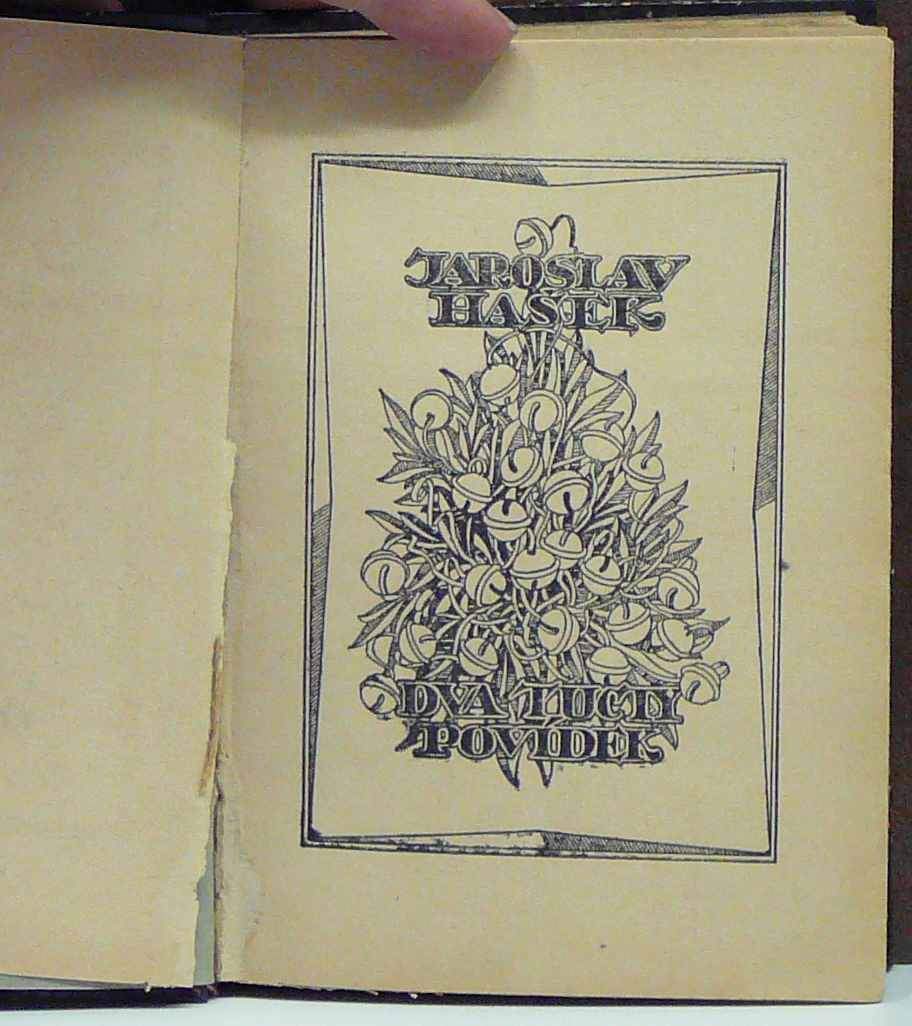 JAROSLAV
HAŠEK
DVA TUCTY
POVÍDEK